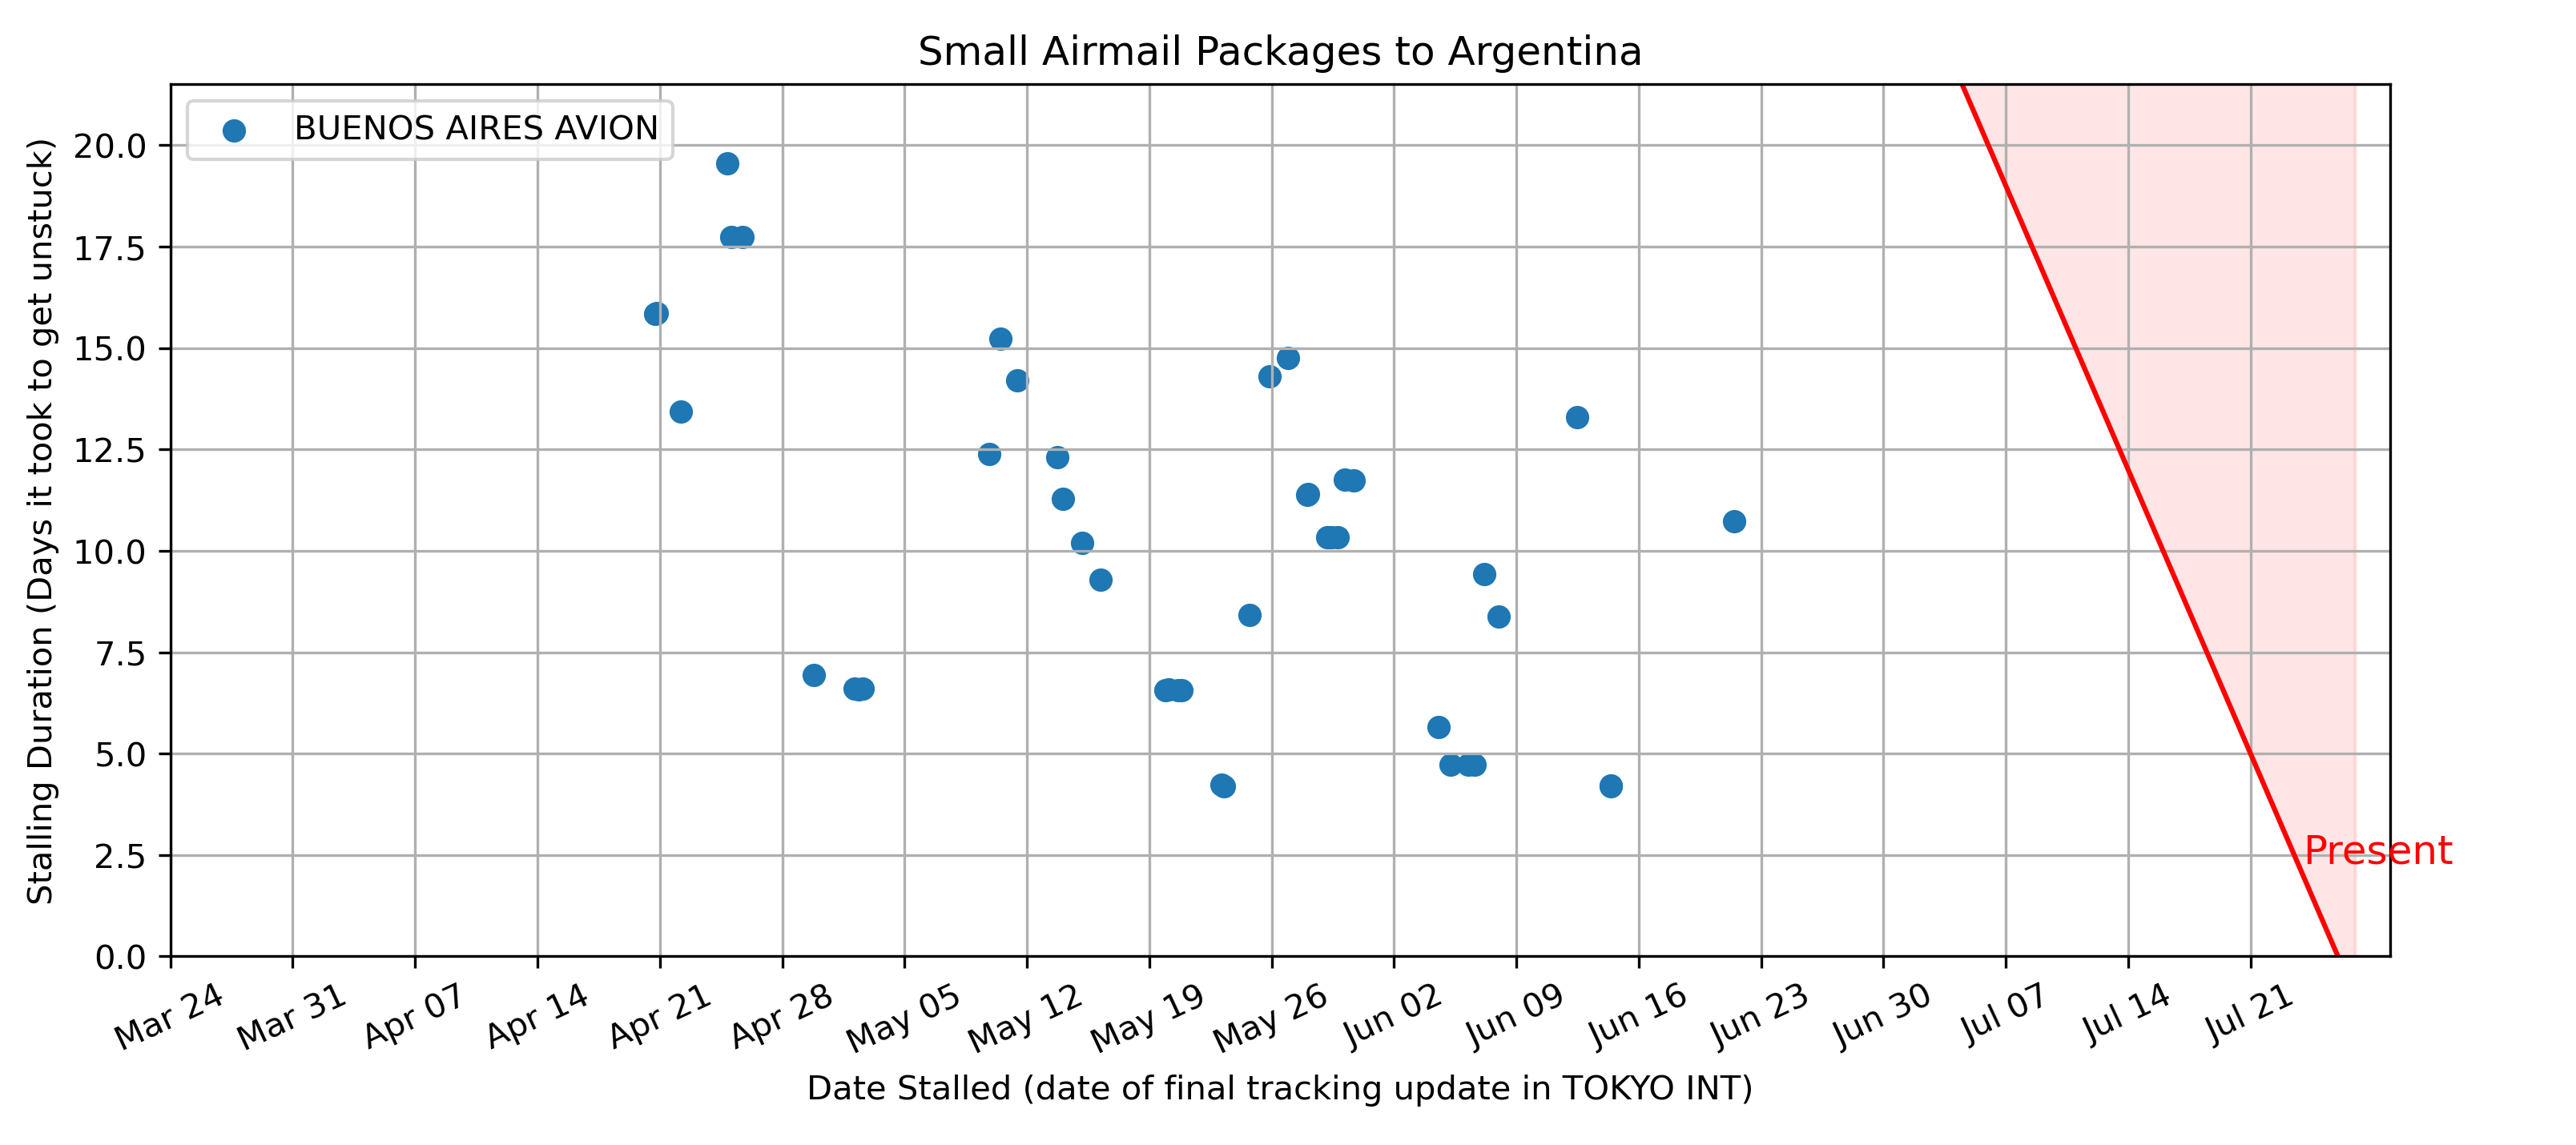 Small Airmail Packages to Argentina
BUENOS AIRES AVION
Stalling Duration (Days it took to get unstuck)
20.0
17.5
15.0
12.5
10.0
7.5
5.0
2.5
0.0
Present
Mar 24
Mar 31
Apr 07
Apr 14
Apr 21
Apr 28
May 05
May 12
May 19
May 26
Jun 02
Jun 09
Jun 16
Jun 23
Jun 30
Jul 07
Jul 14
Jul 21
Date Stalled (date of final tracking update in TOKYO INT)